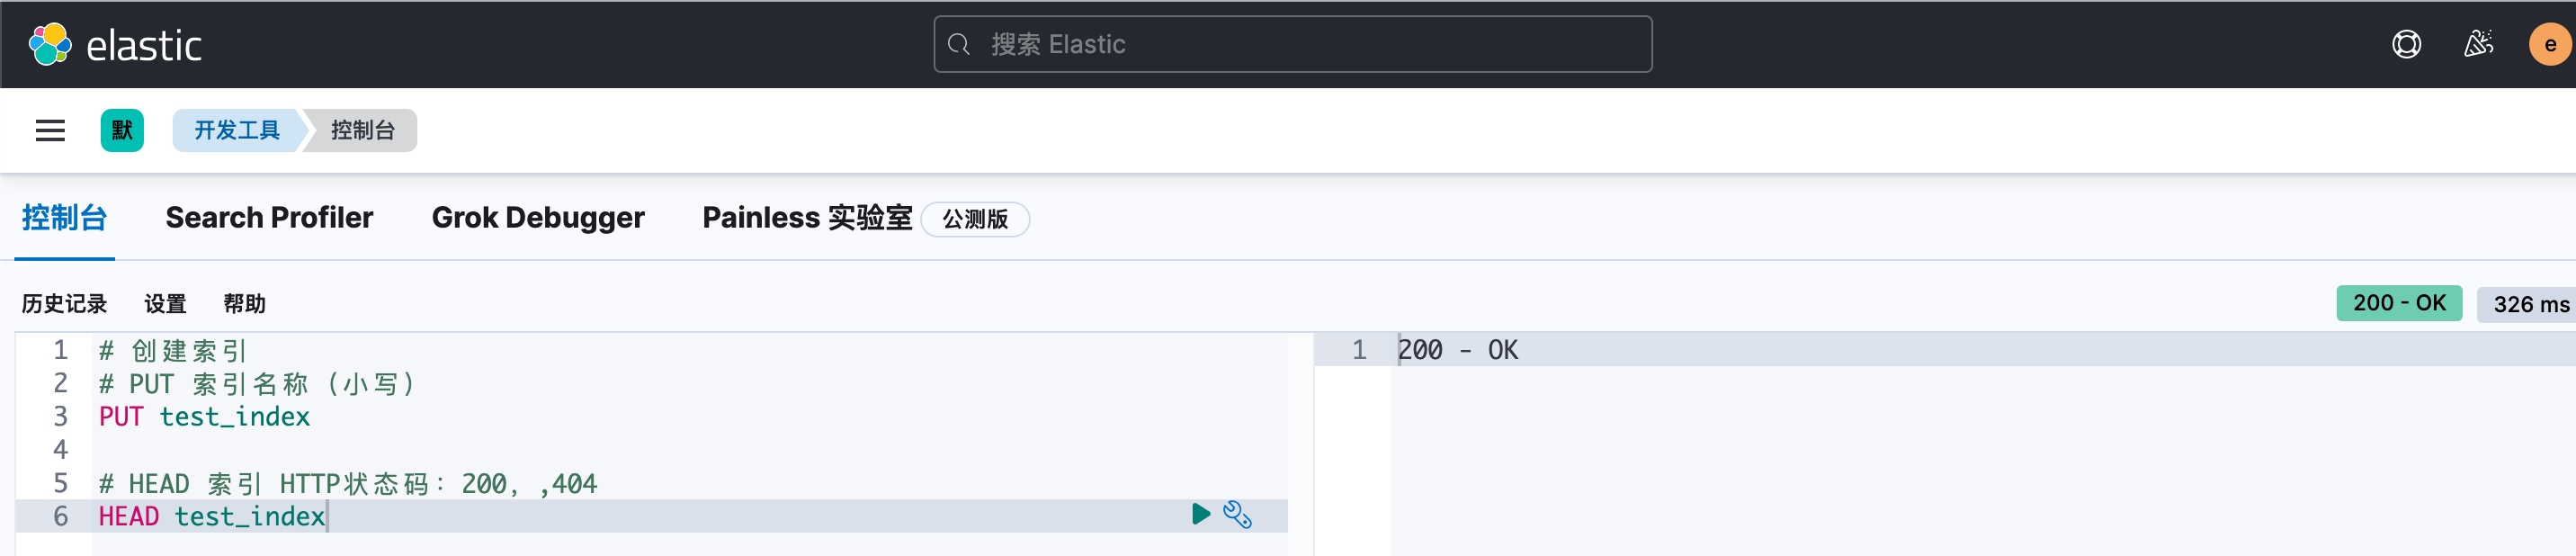 elastic
搜索 Elastic
e
默
开发工具
控制台
控制台
Search Profiler
Grok Debugger
Painless 实验室
公测版
历史记录
设置
帮助
200 - OK
326 ms
1 # 创建索引
2 # PUT 索引名称（小写）
3 PUT test_index
4
5 # HEAD 索引 HTTP状态码：200，,404
6 HEAD test_index
1 200 - OK